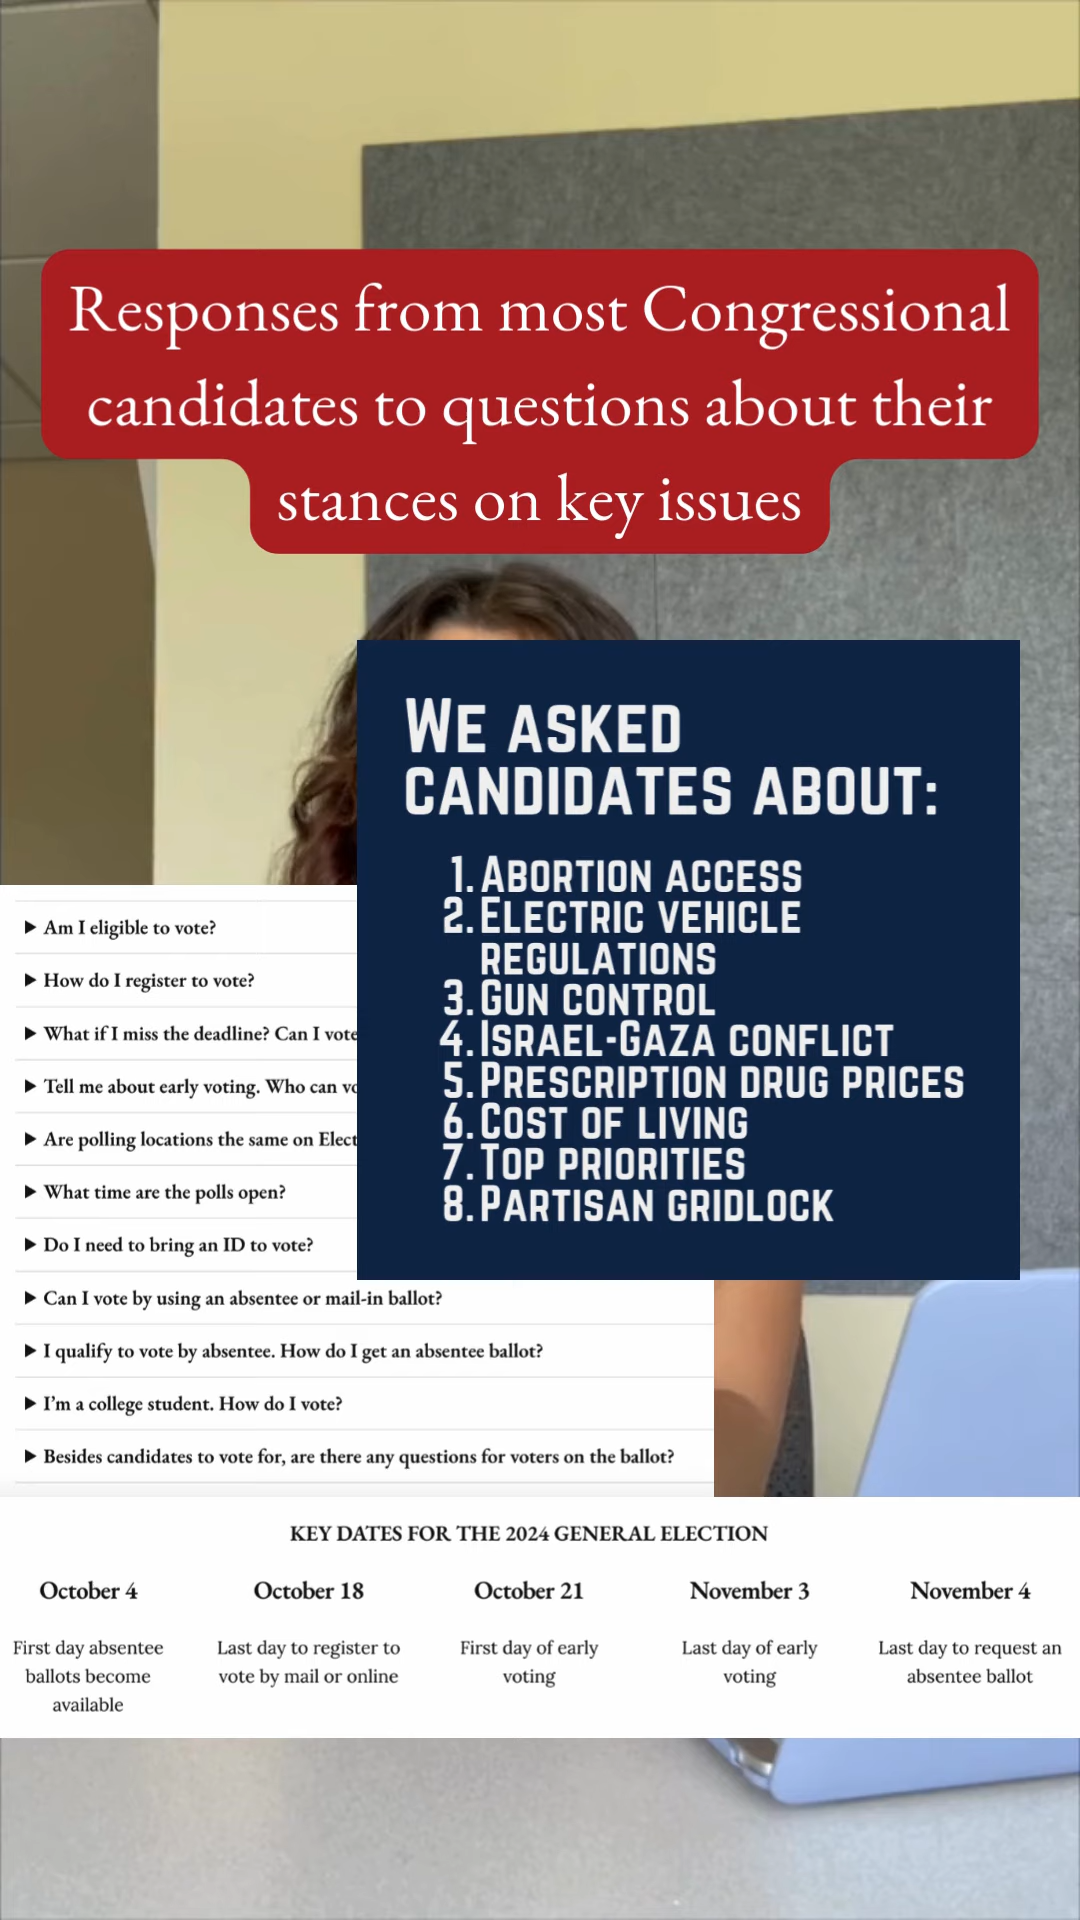 Responses from most Congressional
candidates to questions about their
stances on key issues
WE ASKED
CANDIDATES ABOUT:
1. ABORTION ACCESS
2. ELECTRIC VEHICLE
REGULATIONS
3. GUN CONTROL
4. ISRAEL-GAZA CONFLICT
5. PRESCRIPTION DRUG PRICES
6. COST OF LIVING
7. TOP PRIORITIES
8. PARTISAN GRIDLOCK
Am I eligible to vote?
How do I register to vote?
What if I miss the deadline? Can I vote
Tell me about early voting. Who can
Are polling locations the same on
What time are the polls open?
Do I need to bring an ID to vote?
Can I vote by using an absentee or mail-in ballot?
I qualify to vote by absentee. How do I get an absentee ballot?
I'm a college student. How do I vote?
Besides candidates to vote for, are there any questions for voters on the ballot?
KEY DATES FOR THE 2024 GENERAL ELECTION
October 4
First day absentee
ballots become
available
October 18
Last day to register to
vote by mail or online
October 21
First day of early
voting
November 3
Last day of early
voting
November 4
Last day to request an
absentee ballot